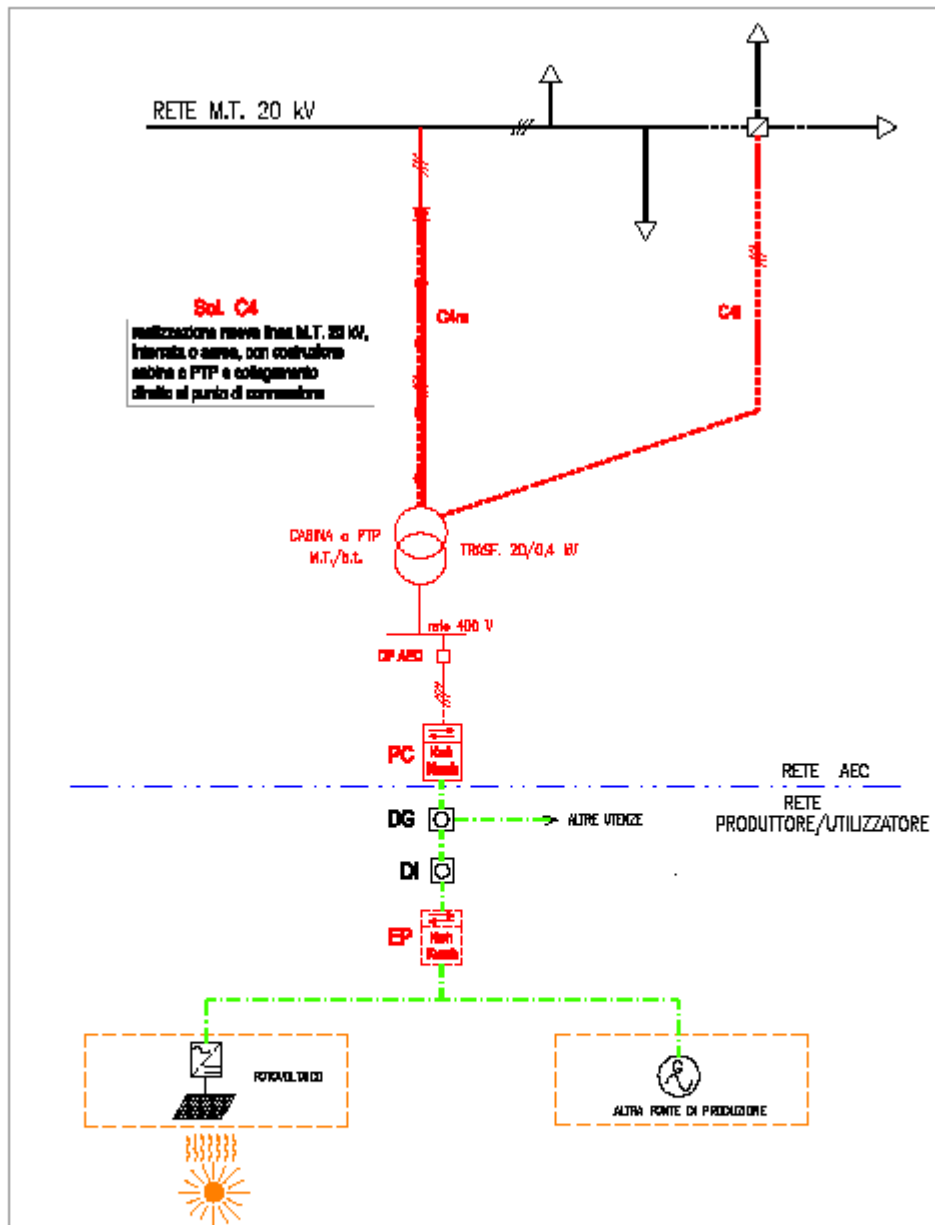 RETE M.T. 20 kV
Sol. C4
realizzazione nuova linea M.T. 20 kV,
interrata o aerea, con costruzione
cabina o PTP e collegamento
diretto al punto di connessione
CABINA o PTP
M.T./b.t.
TRASF. 20/0,4 kV
rete 400 V
PC
RETE AEC
RETE
PRODUTTORE/UTILIZZATORE
DG
ALTRE UTENZE
DI
EP
FOTOVOLTAICO
G
ALTRA FONTE DI PRODUZIONE